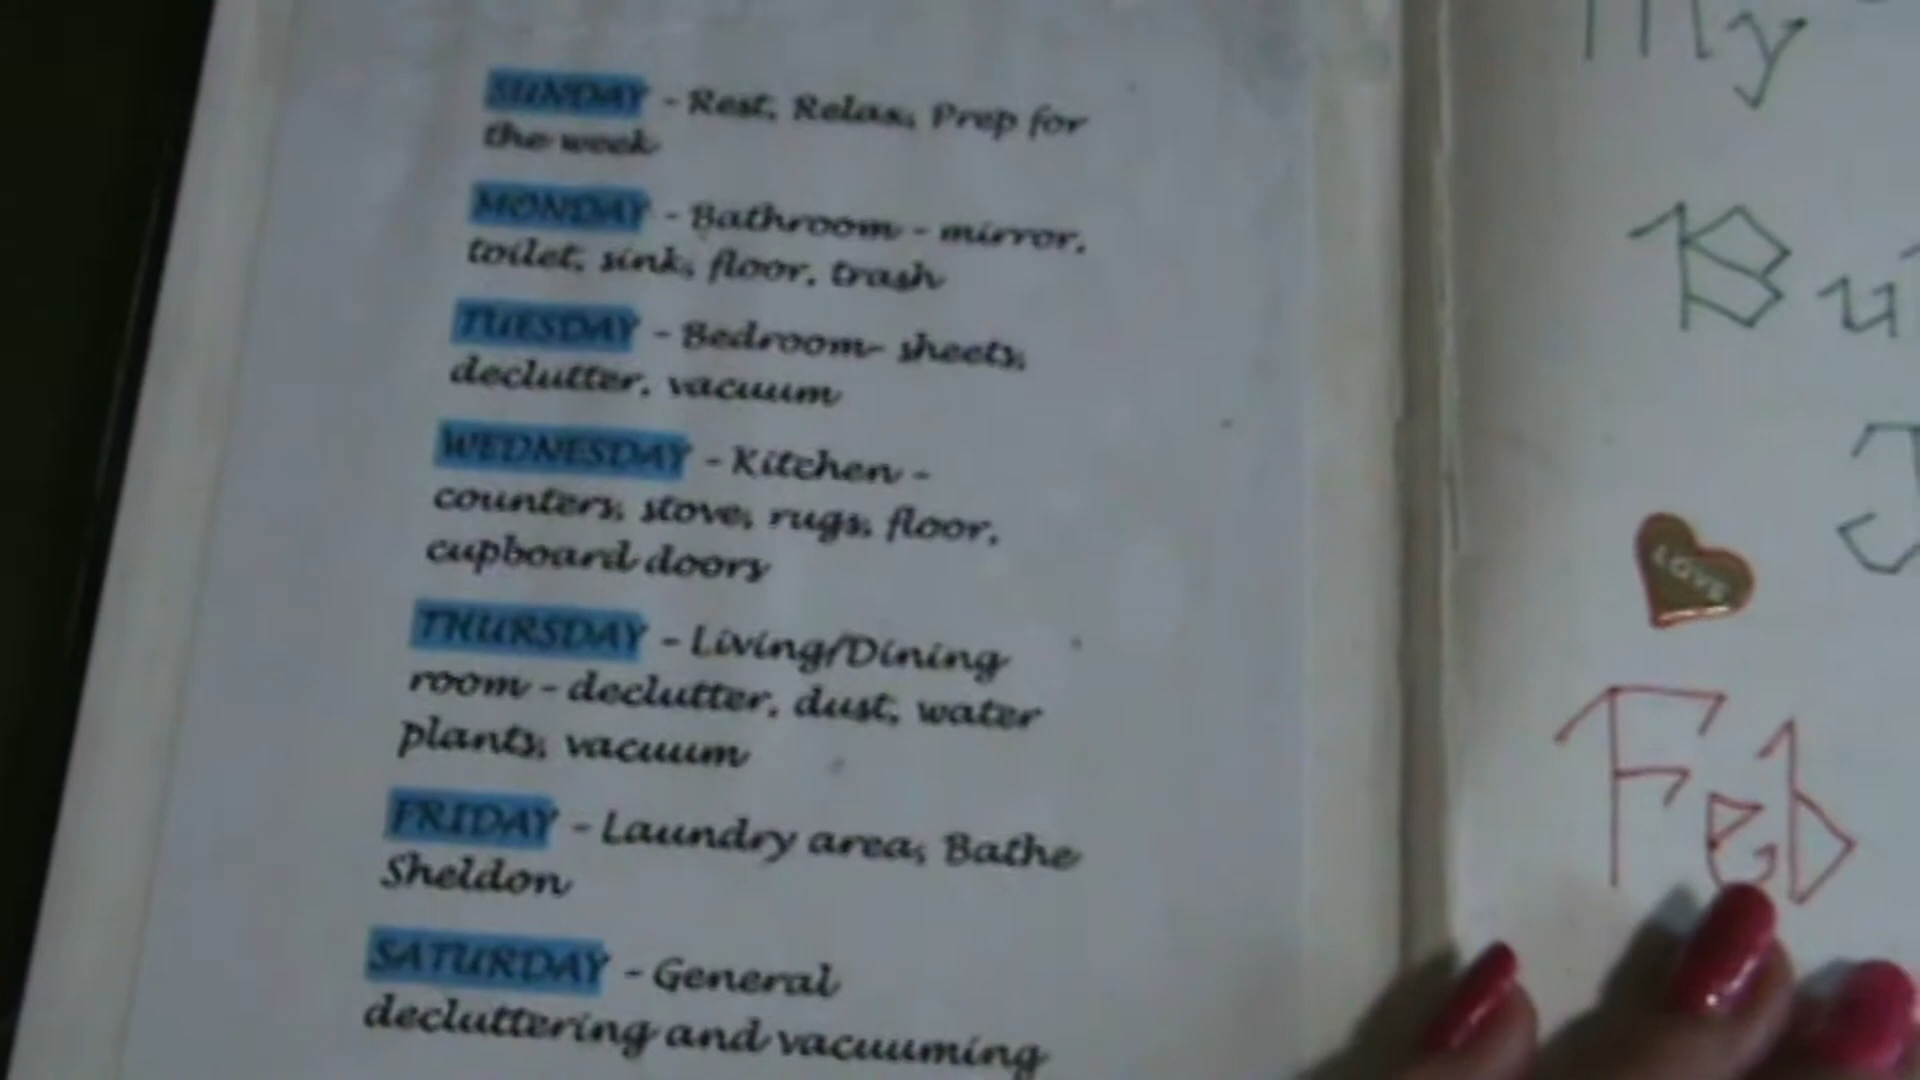 SUNDAY - Rest, Relax, Prep for
the week
MONDAY - Bathroom - mirror,
toilet, sink, floor, trash
TUESDAY - Bedroom- sheets,
declutter, vacuum
WEDNESDAY - Kitchen -
counters, stove, rugs, floor,
cupboard doors
THURSDAY - Living/Dining
room - declutter, dust, water
plants, vacuum
FRIDAY - Laundry area, Bathe
Sheldon
SATURDAY - General
decluttering and vacuuming
My
Bu
J
LOVE
Feb